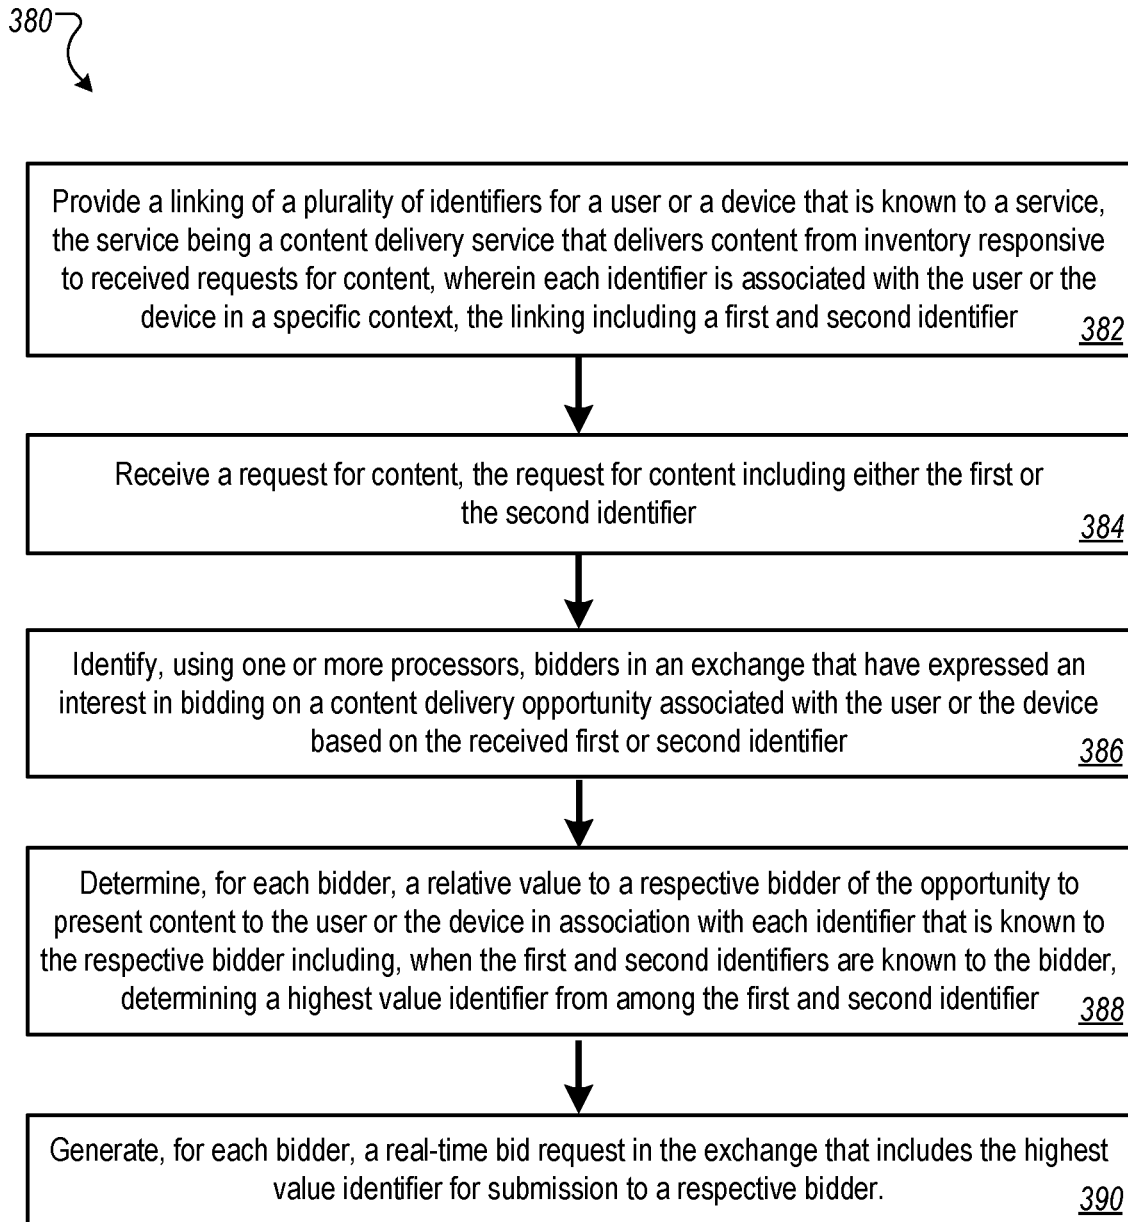 380
Provide a linking of a plurality of identifiers for a user or a device that is known to a service,
the service being a content delivery service that delivers content from inventory responsive
to received requests for content, wherein each identifier is associated with the user or the
device in a specific context, the linking including a first and second identifier
382
Receive a request for content, the request for content including either the first or
the second identifier
384
Identify, using one or more processors, bidders in an exchange that have expressed an
interest in bidding on a content delivery opportunity associated with the user or the device
based on the received first or second identifier
386
Determine, for each bidder, a relative value to a respective bidder of the opportunity to
present content to the user or the device in association with each identifier that is known to
the respective bidder including, when the first and second identifiers are known to the bidder,
determining a highest value identifier from among the first and second identifier
388
Generate, for each bidder, a real-time bid request in the exchange that includes the highest
value identifier for submission to a respective bidder.
390